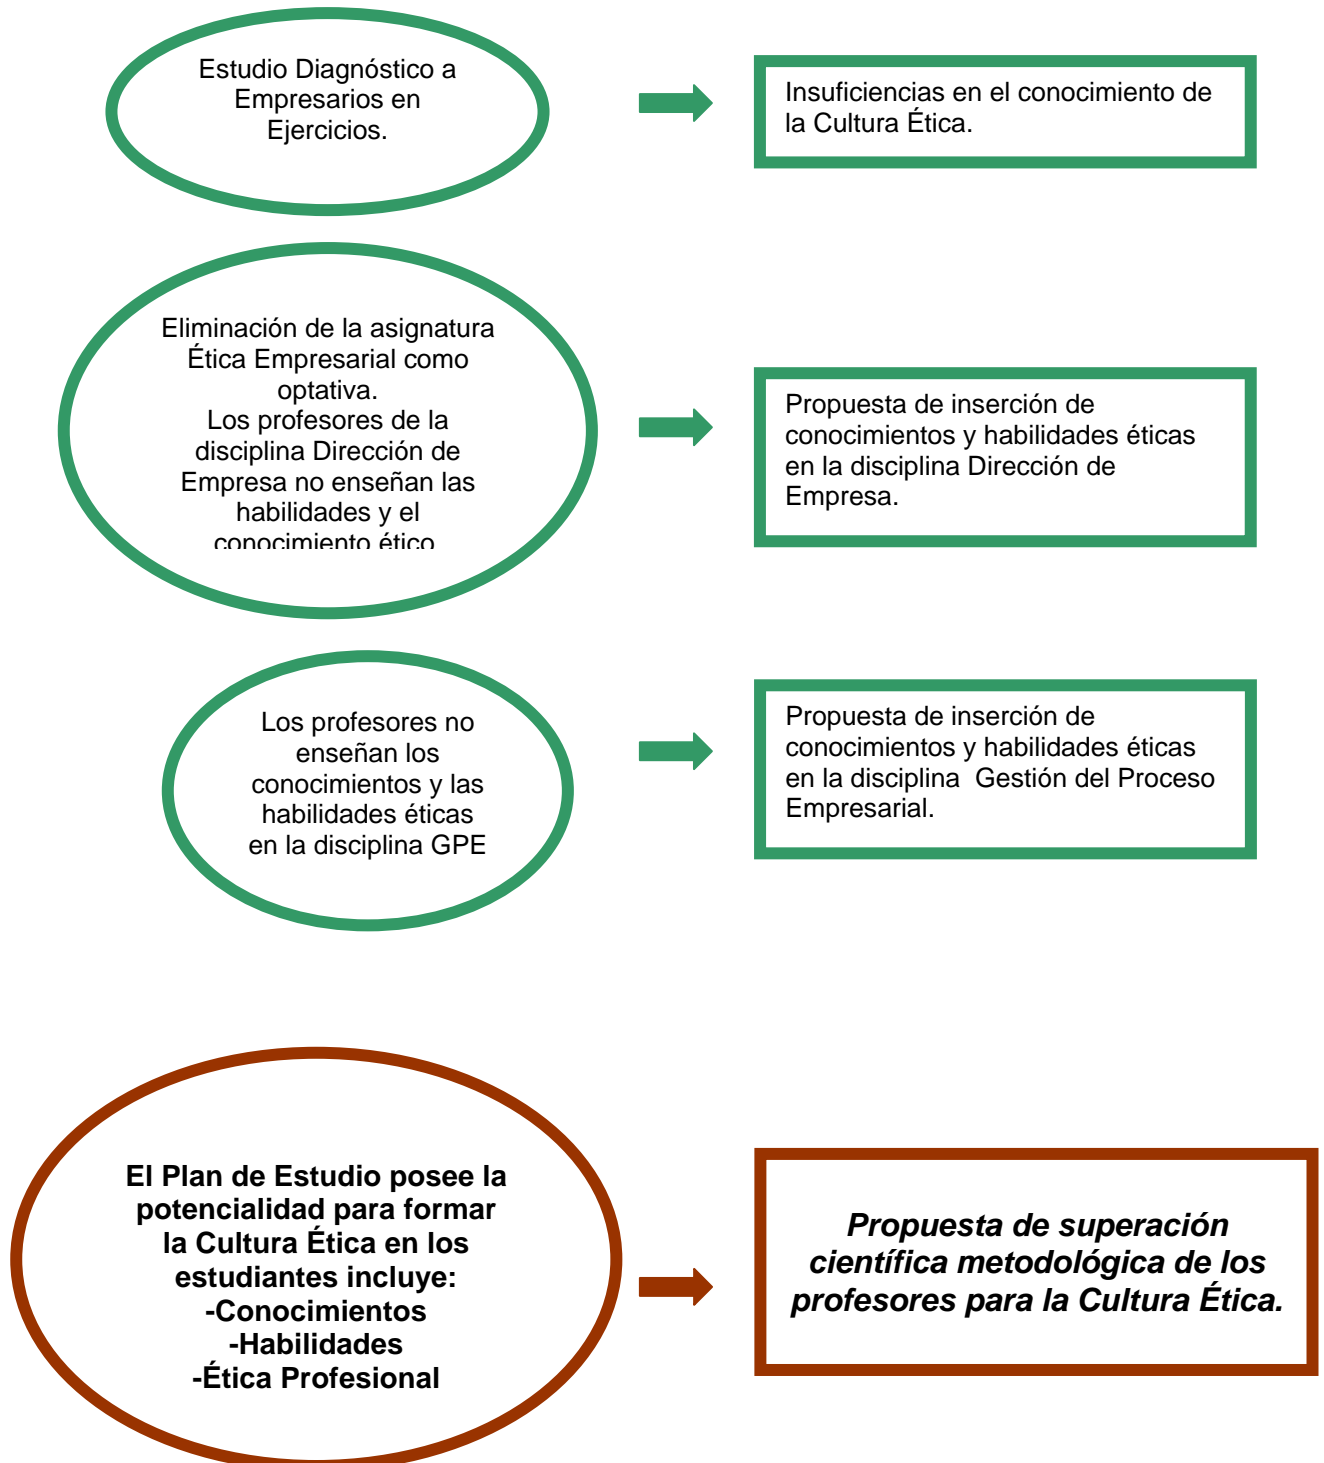 Estudio Diagnóstico a
Empresarios en
Ejercicios.
Insuficiencias en el conocimiento de
la Cultura Ética.
Eliminación de la asignatura
Ética Empresarial como
optativa.
Los profesores de la
disciplina Dirección de
Empresa no enseñan las
habilidades y el
conocimiento ético
Propuesta de inserción de
conocimientos y habilidades éticas
en la disciplina Dirección de
Empresa.
Los profesores no
enseñan los
conocimientos y las
habilidades éticas
en la disciplina GPE
Propuesta de inserción de
conocimientos y habilidades éticas
en la disciplina  Gestión del Proceso
Empresarial.
El Plan de Estudio posee la
potencialidad para formar
la Cultura Ética en los
estudiantes incluye:
-Conocimientos
-Habilidades
-Ética Profesional
Propuesta de superación
científica metodológica de los
profesores para la Cultura Ética.